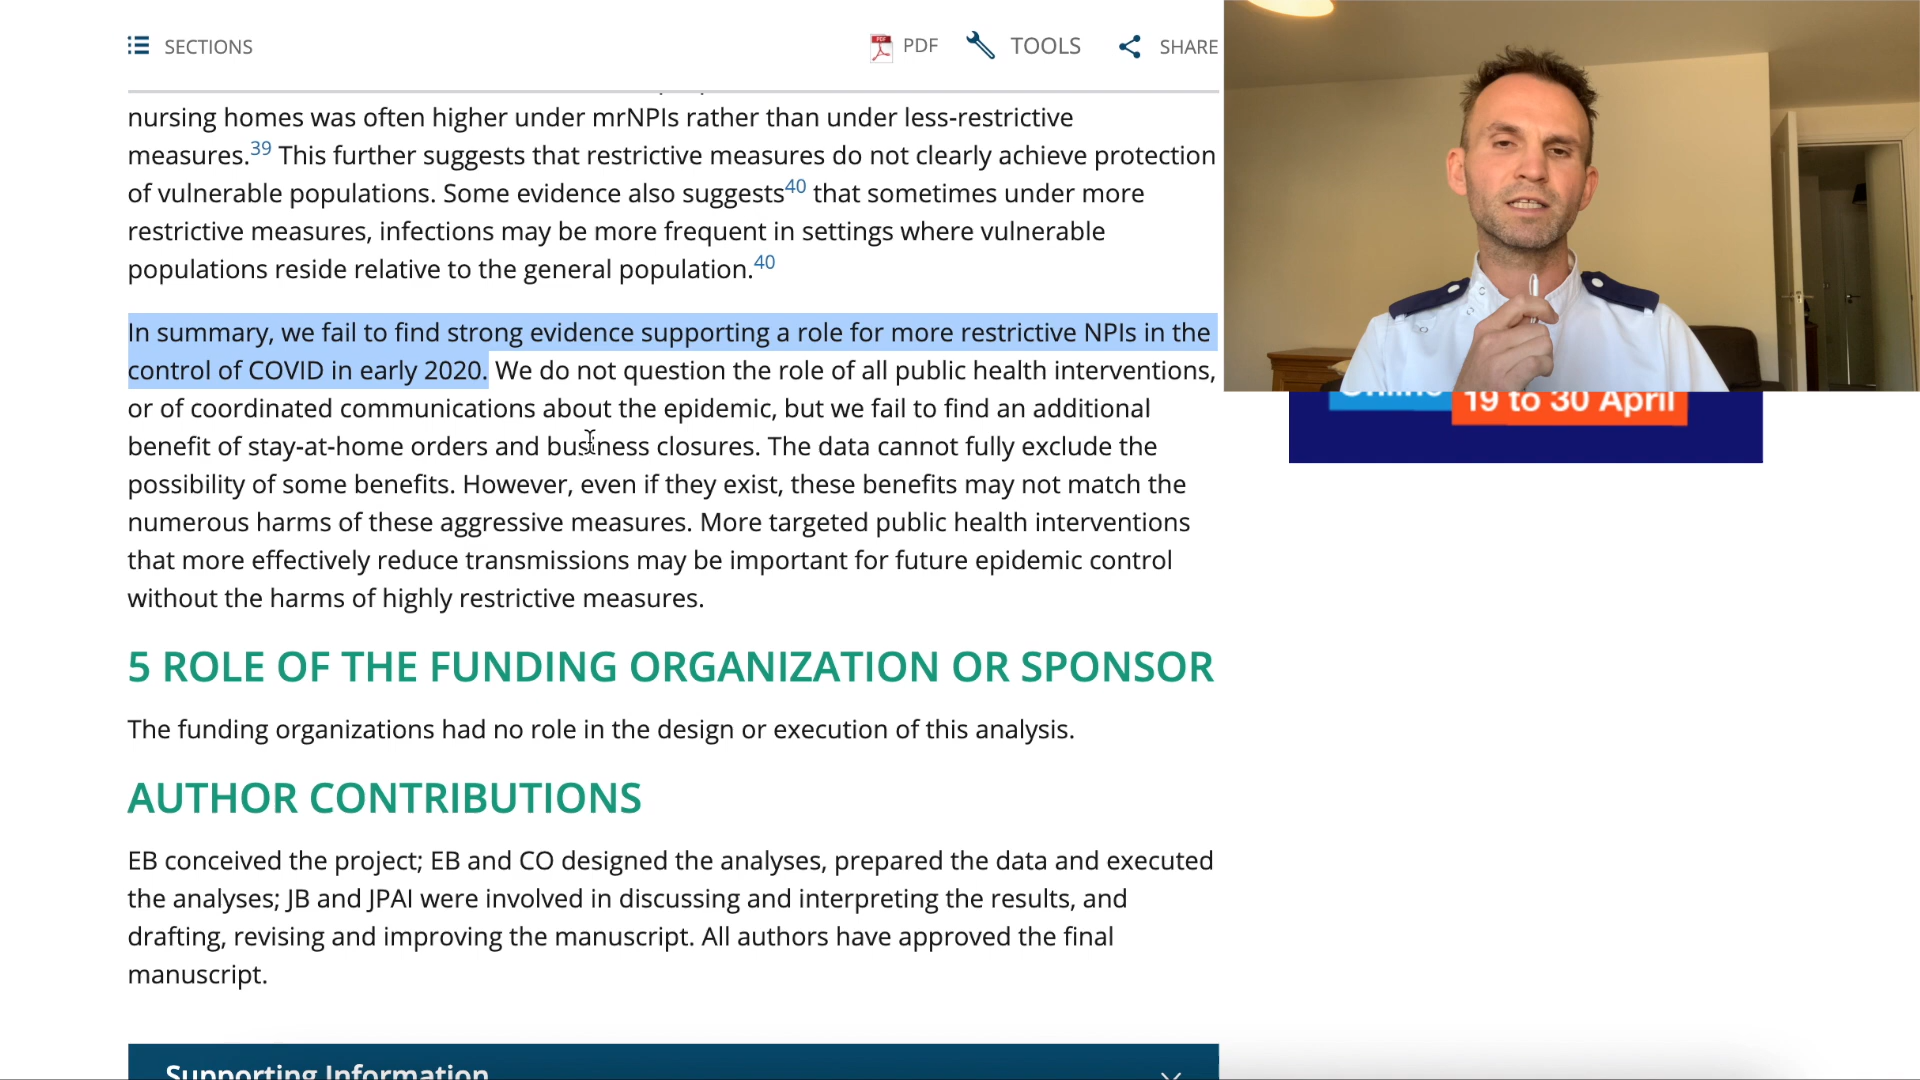 SECTIONS
PDF
TOOLS
SHARE
nursing homes was often higher under mrNPIs rather than under less-restrictive
measures.39 This further suggests that restrictive measures do not clearly achieve protection
of vulnerable populations. Some evidence also suggests40 that sometimes under more
restrictive measures, infections may be more frequent in settings where vulnerable
populations reside relative to the general population.40
In summary, we fail to find strong evidence supporting a role for more restrictive NPIs in the
control of COVID in early 2020. We do not question the role of all public health interventions,
or of coordinated communications about the epidemic, but we fail to find an additional
benefit of stay-at-home orders and business closures. The data cannot fully exclude the
possibility of some benefits. However, even if they exist, these benefits may not match the
numerous harms of these aggressive measures. More targeted public health interventions
that more effectively reduce transmissions may be important for future epidemic control
without the harms of highly restrictive measures.
5 ROLE OF THE FUNDING ORGANIZATION OR SPONSOR
The funding organizations had no role in the design or execution of this analysis.
AUTHOR CONTRIBUTIONS
EB conceived the project; EB and CO designed the analyses, prepared the data and executed
the analyses; JB and JPAI were involved in discussing and interpreting the results, and
drafting, revising and improving the manuscript. All authors have approved the final
manuscript.
Supporting Information
Online
19 to 30 April